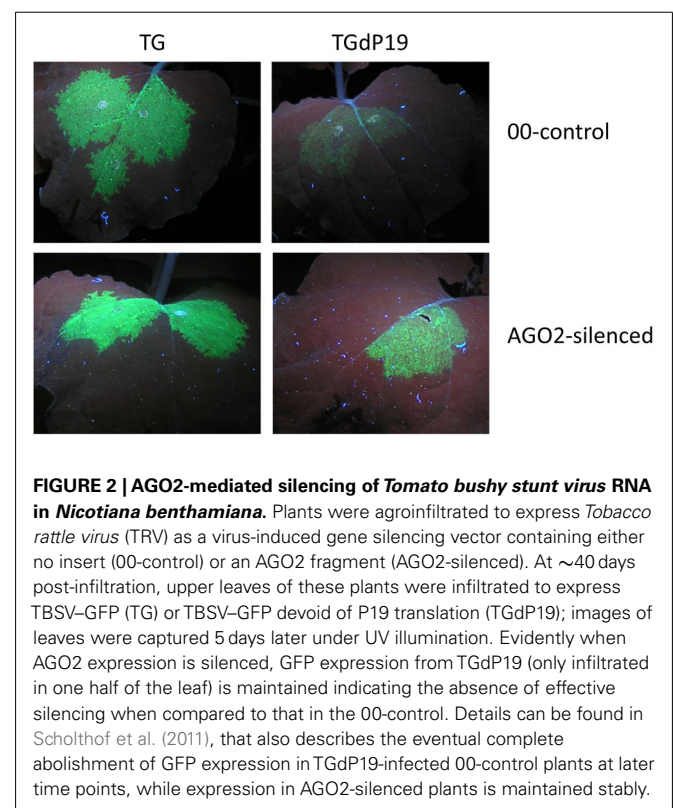 TG TGdP19
00-control
AGO2-silenced
FIGURE 2 | AGO2-mediated silencing of Tomato bushy stunt virus RNA
in Nicotiana benthamiana. Plants were agroinfiltrated to express Tobacco
rattle virus (TRV) as a virus-induced gene silencing vector containing either
no insert (00-control) or an AGO2 fragment (AGO2-silenced). At ∼40 days
post-infiltration, upper leaves of these plants were infiltrated to express
TBSV–GFP (TG) or TBSV–GFP devoid of P19 translation (TGdP19); images of
leaves were captured 5 days later under UV illumination. Evidently when
AGO2 expression is silenced, GFP expression from TGdP19 (only infiltrated
in one half of the leaf) is maintained indicating the absence of effective
silencing when compared to that in the 00-control. Details can be found in
Scholthof et al. (2011), that also describes the eventual complete
abolishment of GFP expression in TGdP19-infected 00-control plants at later
time points, while expression in AGO2-silenced plants is maintained stably.